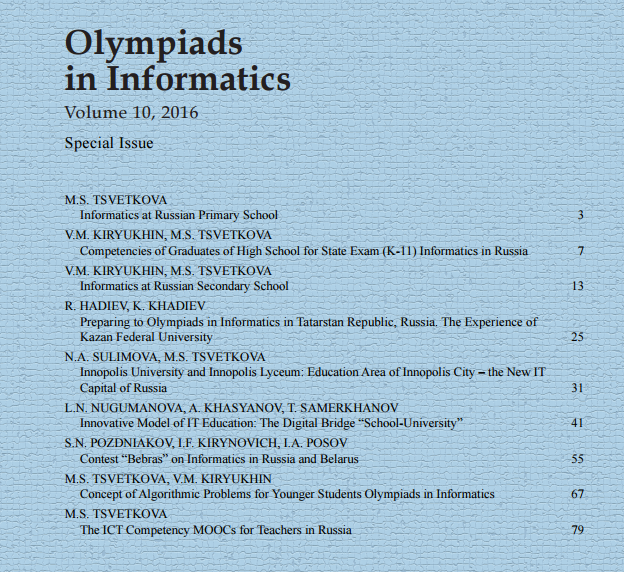 Olympiads
in Informatics
Volume 10, 2016
Special Issue
M.S. TSVETKOVA
Informatics at Russian Primary School 3
V.M. KIRYUKHIN, M.S. TSVETKOVA
Competencies of Graduates of High School for State Exam (K-11) Informatics in Russia 7
V.M. KIRYUKHIN, M.S. TSVETKOVA
Informatics at Russian Secondary School 13
R. HADIEV, K. KHADIEV
Preparing to Olympiads in Informatics in Tatarstan Republic, Russia. The Experience of
Kazan Federal University 25
N.A. SULIMOVA, M.S. TSVETKOVA
Innopolis University and Innopolis Lyceum: Education Area of Innopolis City – the New IT
Capital of Russia 31
L.N. NUGUMANOVA, A. KHASYANOV, T. SAMERKHANOV
Innovative Model of IT Education: The Digital Bridge “School-University” 41
S.N. POZDNIAKOV, I.F. KIRYNOVICH, I.A. POSOV
Contest “Bebras” on Informatics in Russia and Belarus 55
M.S. TSVETKOVA, V.M. KIRYUKHIN
Concept of Algorithmic Problems for Younger Students Olympiads in Informatics 67
M.S. TSVETKOVA
The ICT Competency MOOCs for Teachers in Russia 79